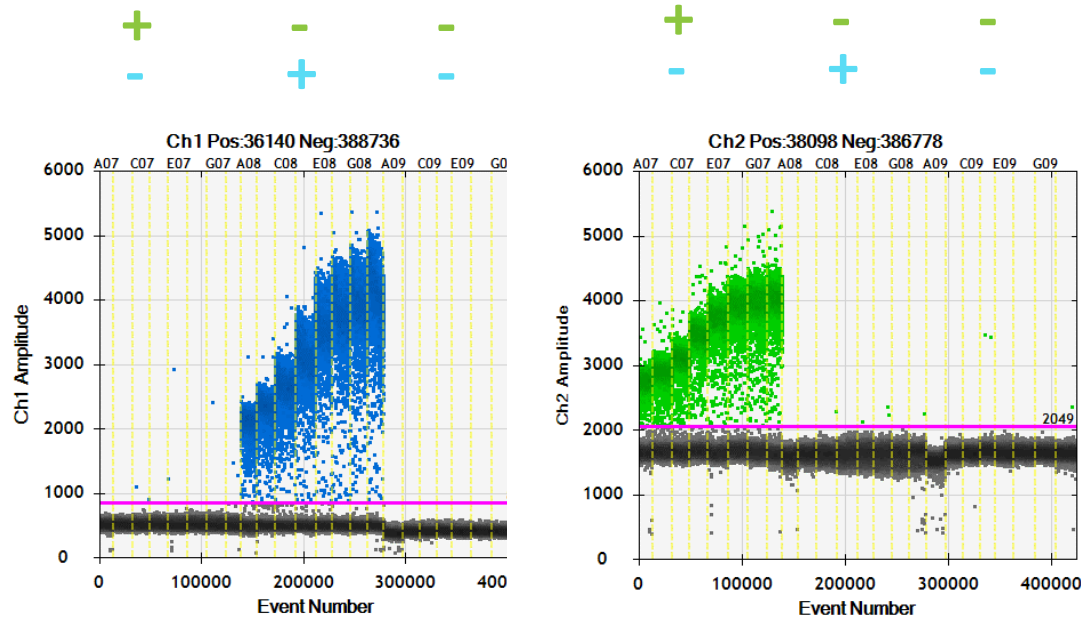 + - -
- + -
Ch1 Pos:36140 Neg:388736
A07 C07 E07 G07 A08 C08 E08 G08 A09 C09 E09 G0
6000
5000
4000
3000
2000
1000
0
Ch1 Amplitude
0 100000 200000 300000 400
Event Number
+ - -
- + -
Ch2 Pos:38098 Neg:386778
A07 C07 E07 G07 A08 C08 E08 G08 A09 C09 E09 G09
6000
5000
4000
3000
2000
1000
0
2049
Ch2 Amplitude
0 100000 200000 300000 400000
Event Number